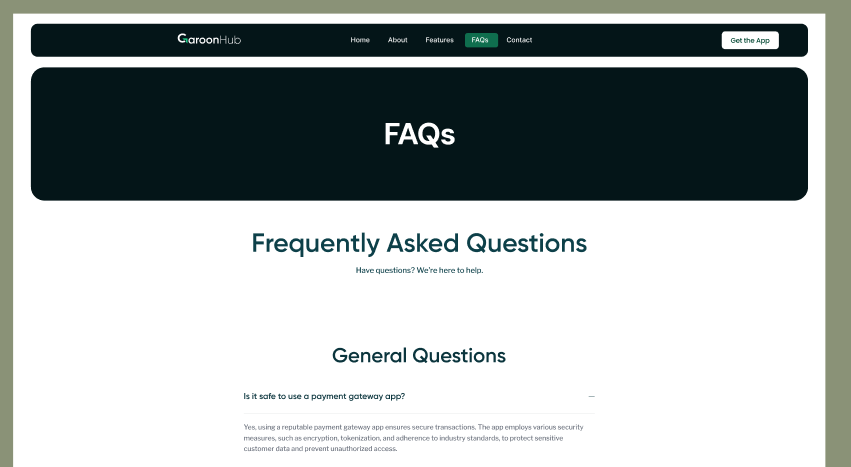 GaroonHub
Home About Features FAQs Contact
Get the App
FAQs
Frequently Asked Questions
Have questions? We're here to help.
General Questions
Is it safe to use a payment gateway app?
Yes, using a reputable payment gateway app ensures secure transactions. The app employs various security
measures, such as encryption, tokenization, and adherence to industry standards, to protect sensitive
customer data and prevent unauthorized access.